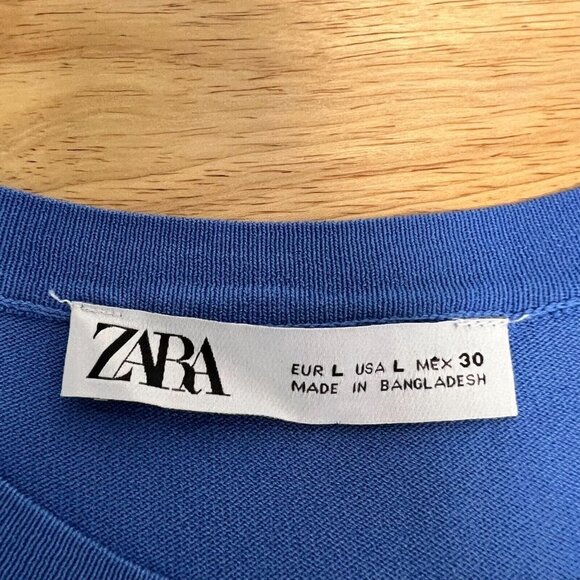 ZARA
EUR L USA L MEX 30
MADE IN BANGLADESH